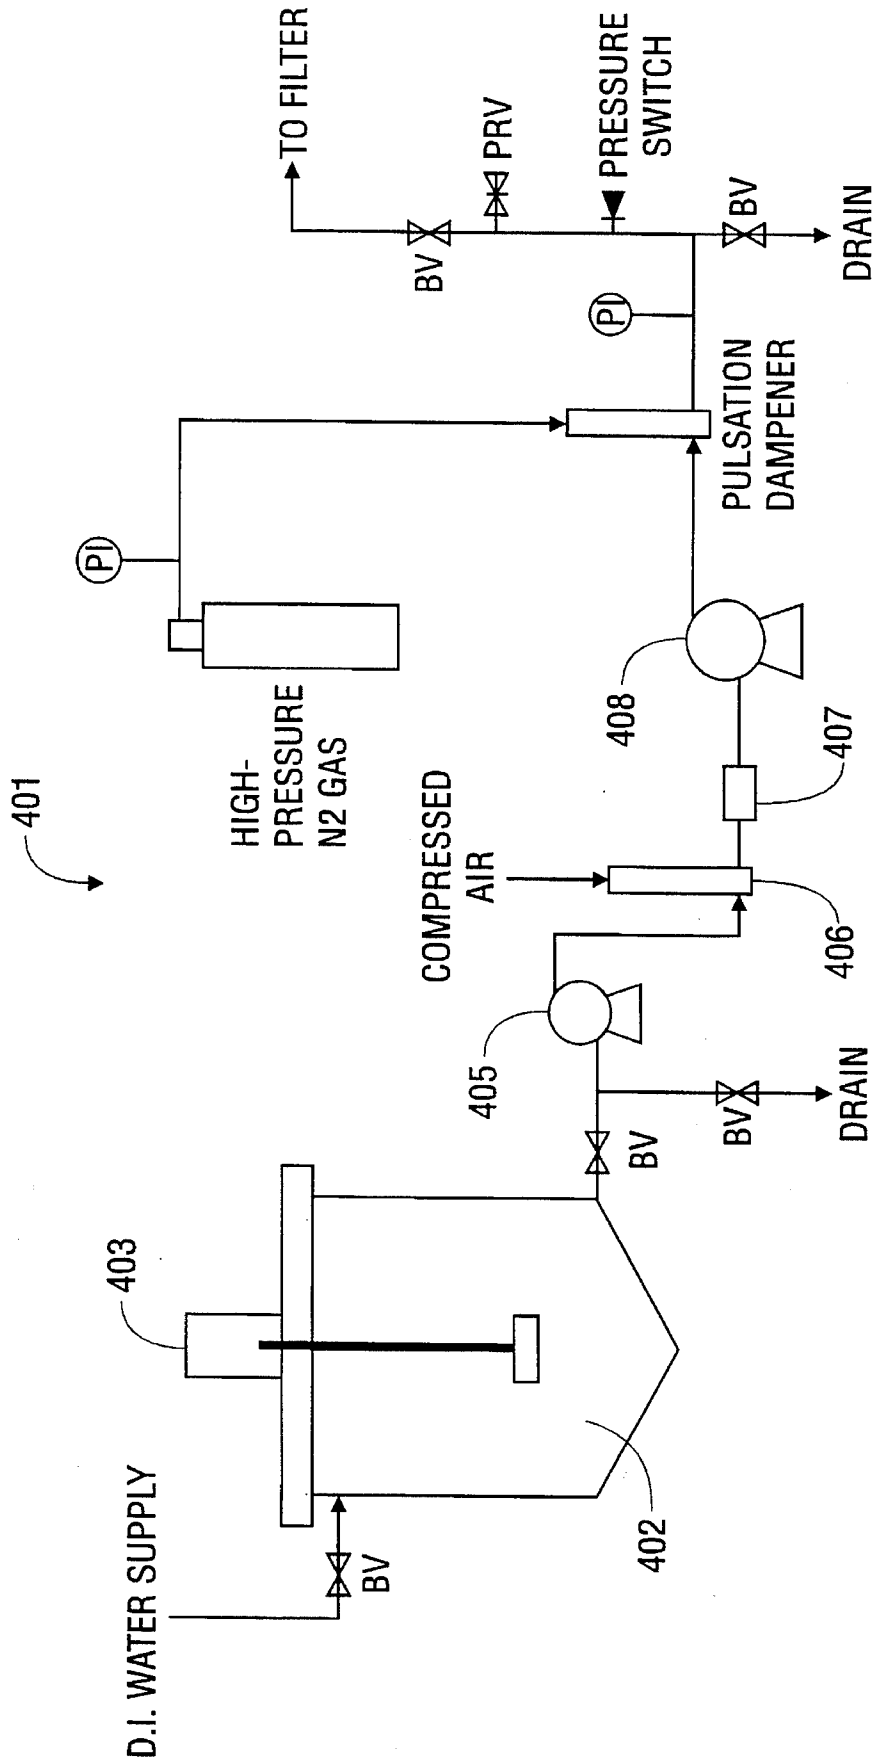 401
D.I. WATER SUPPLY
BV
403
402
BV
BV
DRAIN
405
COMPRESSED
AIR
406
407
408
HIGH-
PRESSURE
N2 GAS
PI
PULSATION
DAMPENER
PI
TO FILTER
BV
PRV
PRESSURE
SWITCH
BV
DRAIN